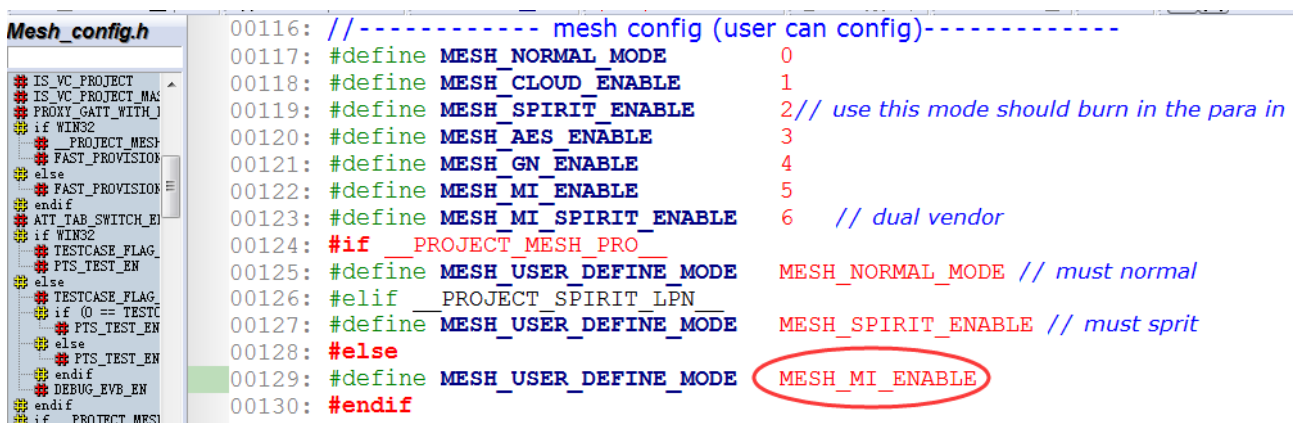 Mesh_config.h
IS_VC_PROJECT
IS_VC_PROJECT_MAS
PROXY_GATT_WITH_
if WIN32
__PROJECT_MESH
FAST_PROVISION
else
FAST_PROVISION
endif
ATT_TAB_SWITCH_E
if WIN32
TESTCASE_FLAG_
PTS_TEST_EN
else
TESTCASE_FLAG_
if (0 == TESTC
PTS_TEST_EN
else
PTS_TEST_EN
endif
DEBUG_EVB_EN
endif
if __PROJECT_MESH
00116: //------------ mesh config (user can config)-------------
00117: #define MESH_NORMAL_MODE 0
00118: #define MESH_CLOUD_ENABLE 1
00119: #define MESH_SPIRIT_ENABLE 2// use this mode should burn in the para in
00120: #define MESH_AES_ENABLE 3
00121: #define MESH_GN_ENABLE 4
00122: #define MESH_MI_ENABLE 5
00123: #define MESH_MI_SPIRIT_ENABLE 6 // dual vendor
00124: #if __PROJECT_MESH_PRO__
00125: #define MESH_USER_DEFINE_MODE MESH_NORMAL_MODE // must normal
00126: #elif __PROJECT_SPIRIT_LPN__
00127: #define MESH_USER_DEFINE_MODE MESH_SPIRIT_ENABLE // must sprit
00128: #else
00129: #define MESH_USER_DEFINE_MODE MESH_MI_ENABLE
00130: #endif